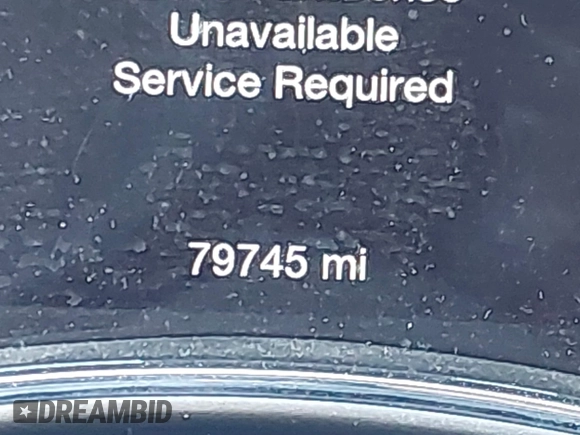 Unavailable
Service Required
79745 mi
DREAMBID